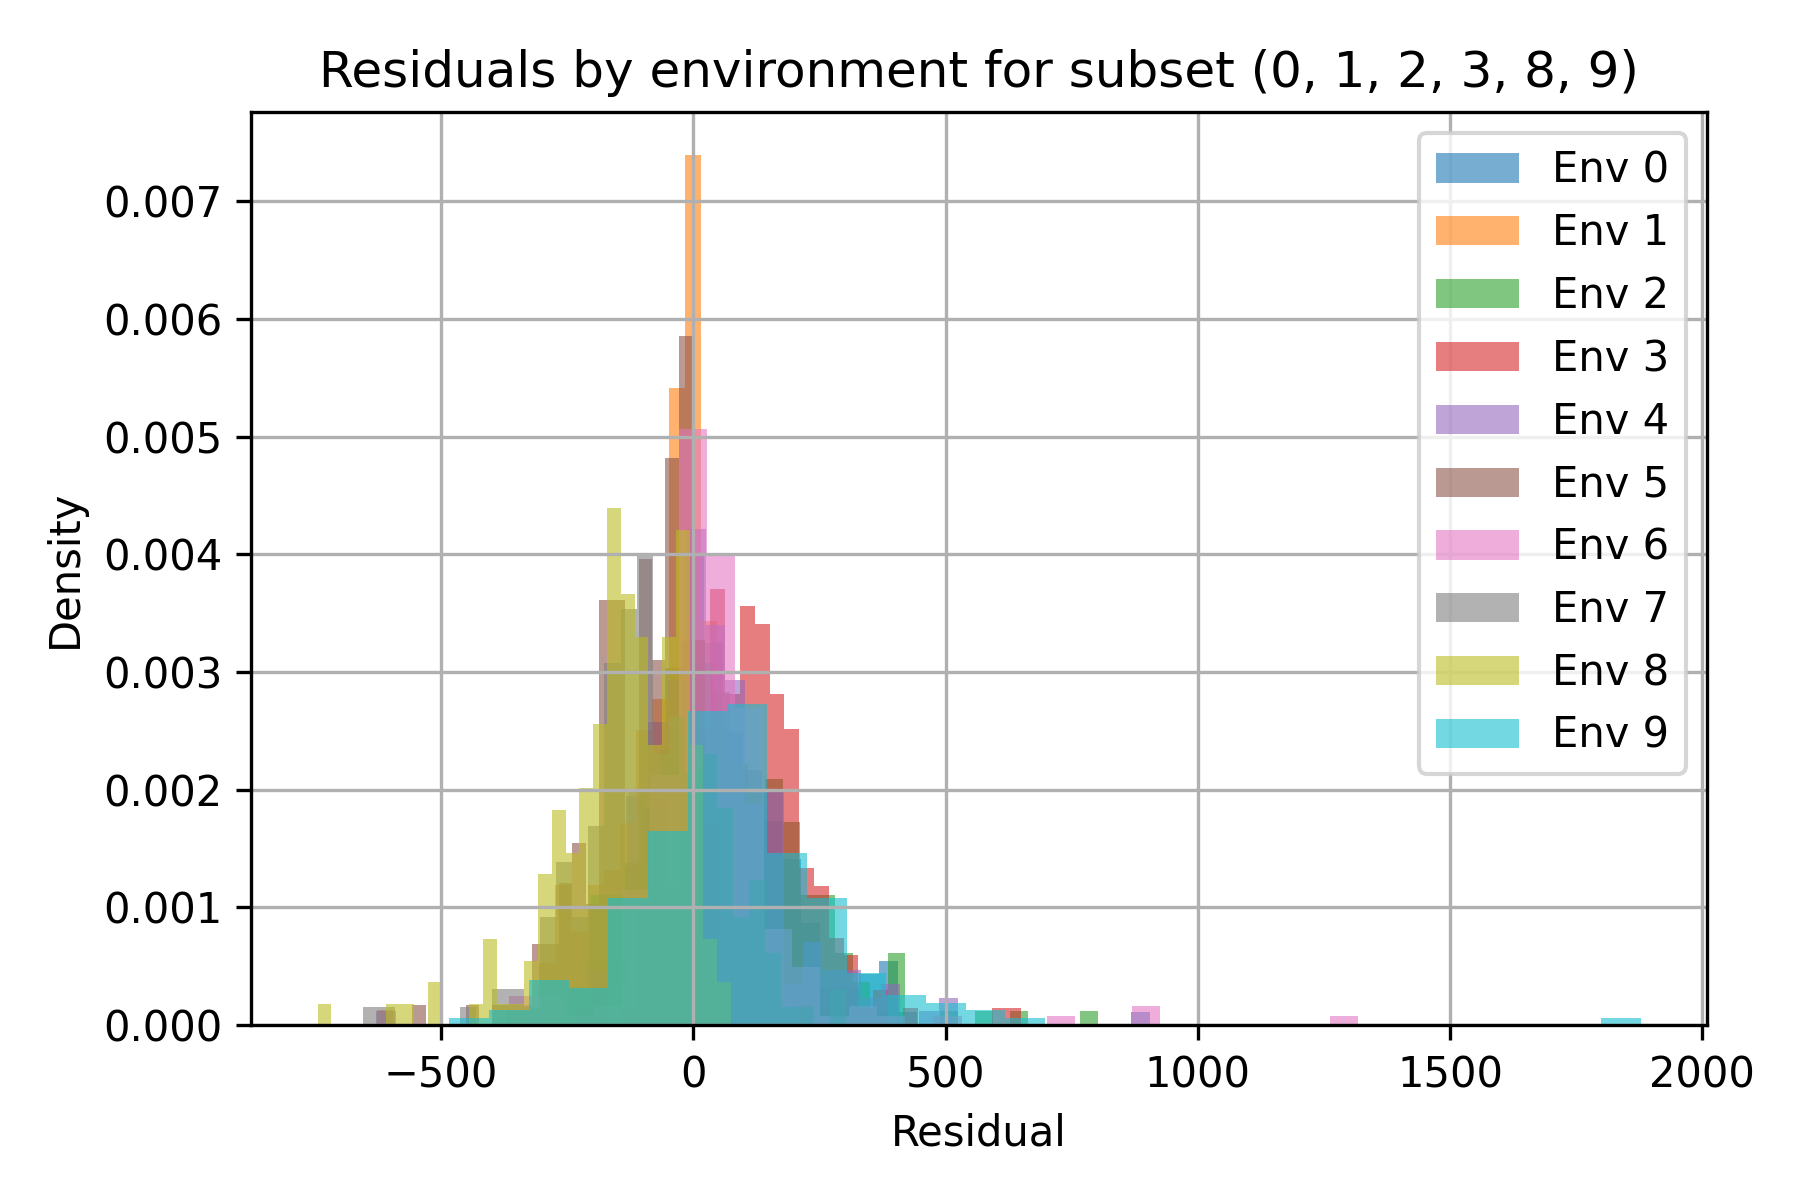 Residuals by environment for subset (0, 1, 2, 3, 8, 9)
Density
0.007
0.006
0.005
0.004
0.003
0.002
0.001
0.000
−500
0
500
1000
1500
2000
Residual
Env 0
Env 1
Env 2
Env 3
Env 4
Env 5
Env 6
Env 7
Env 8
Env 9